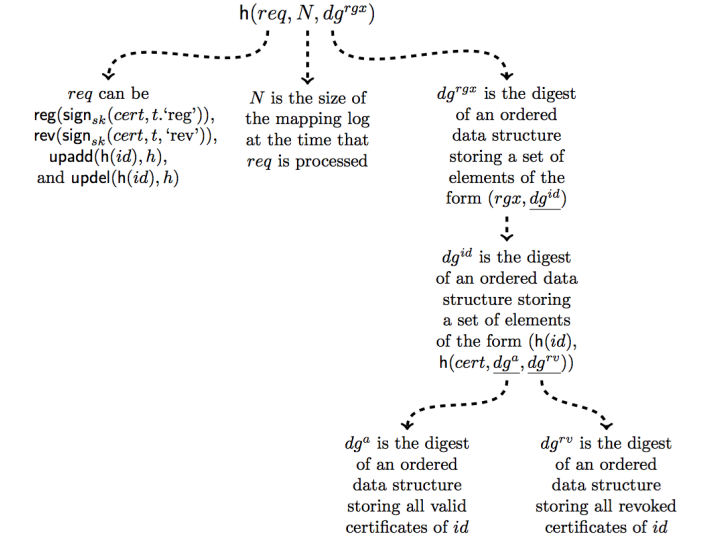 h(req, N, dg^{rgx})
req can be
reg(sign_{sk}(cert, t.‘reg’)),
rev(sign_{sk}(cert, t, ‘rev’)),
upadd(h(id), h),
and updel(h(id), h)
N is the size of
the mapping log
at the time that
req is processed
dg^{rgx} is the digest
of an ordered
data structure
storing a set of
elements of the
form (rgx, dg^{id})
dg^{id} is the digest
of an ordered data
structure storing
a set of elements
of the form (h(id),
h(cert, dg^{a}, dg^{rv}))
dg^{a} is the digest
of an ordered
data structure
storing all valid
certificates of id
dg^{rv} is the digest
of an ordered
data structure
storing all revoked
certificates of id